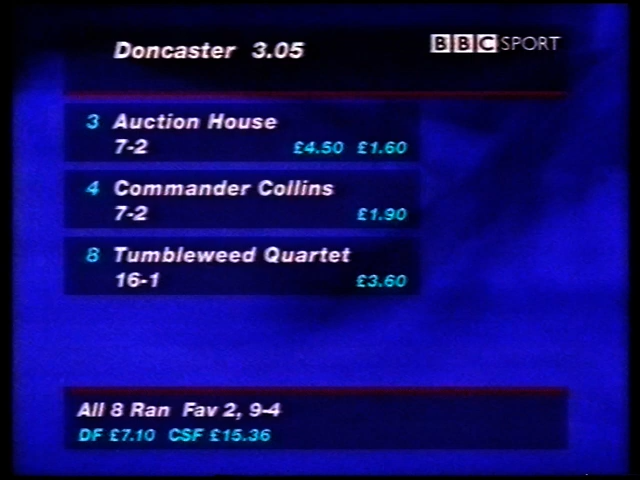 Doncaster 3.05
BBC SPORT
3 Auction House
7-2 £4.50 £1.60
4 Commander Collins
7-2 £1.90
8 Tumbleweed Quartet
16-1 £3.60
All 8 Ran Fav 2, 9-4
DF £7.10 CSF £15.36